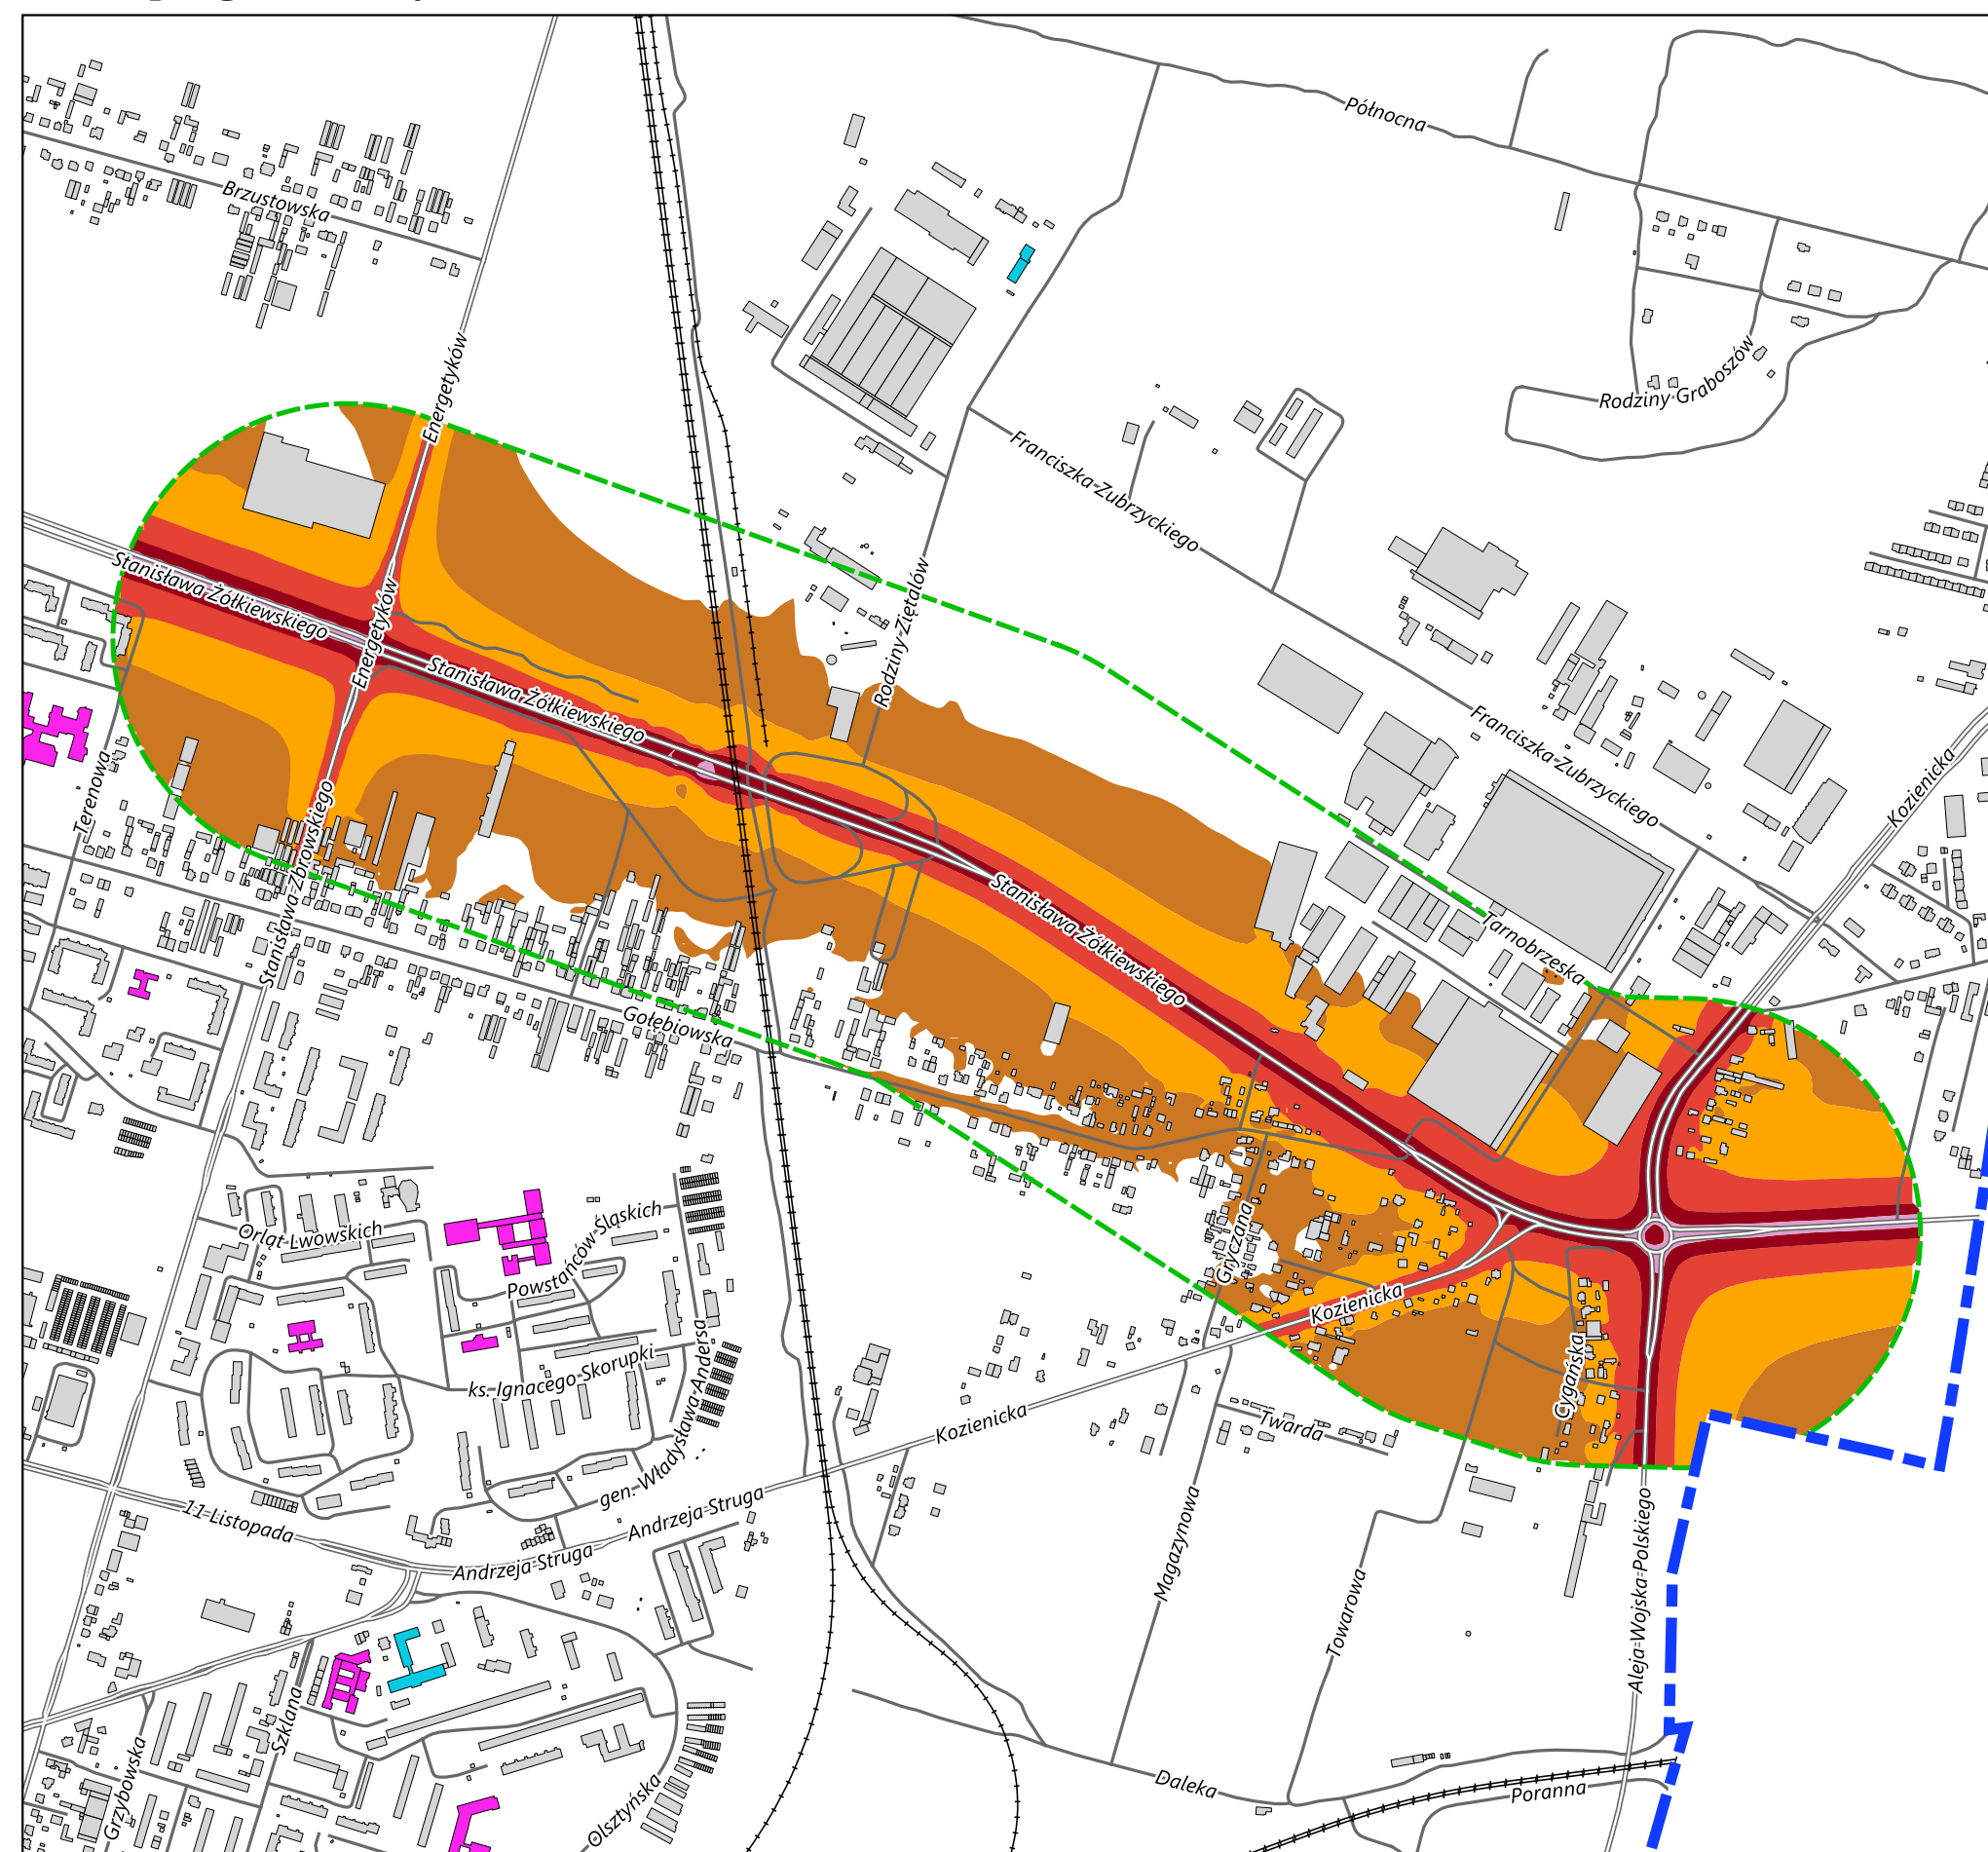 Północna
Brzustowska
Energetyków
Rodziny Graboszów
Franciszka Zubrzyckiego
Stanisława Żółkiewskiego
Energetyków
Rodziny Ziętalów
Stanisława Żółkiewskiego
Franciszka Zubrzyckiego
Kozienicka
Terenowa
Stanisława Zbrowskiego
Stanisława Żółkiewskiego
Tarnobrzeska
Gołębiowska
Orląt Lwowskich
Powstańców Śląskich
Gryczana
Kozienicka
ks. Ignacego Skorupki
gen. Władysława Andersa
Cygańska
Kozienicka
Twarda
11 Listopada
Andrzeja Struga
Andrzeja Struga
Magazynowa
Towarowa
Aleja Wojska Polskiego
Szklana
Grzybowska
Olsztyńska
Daleka
Poranna